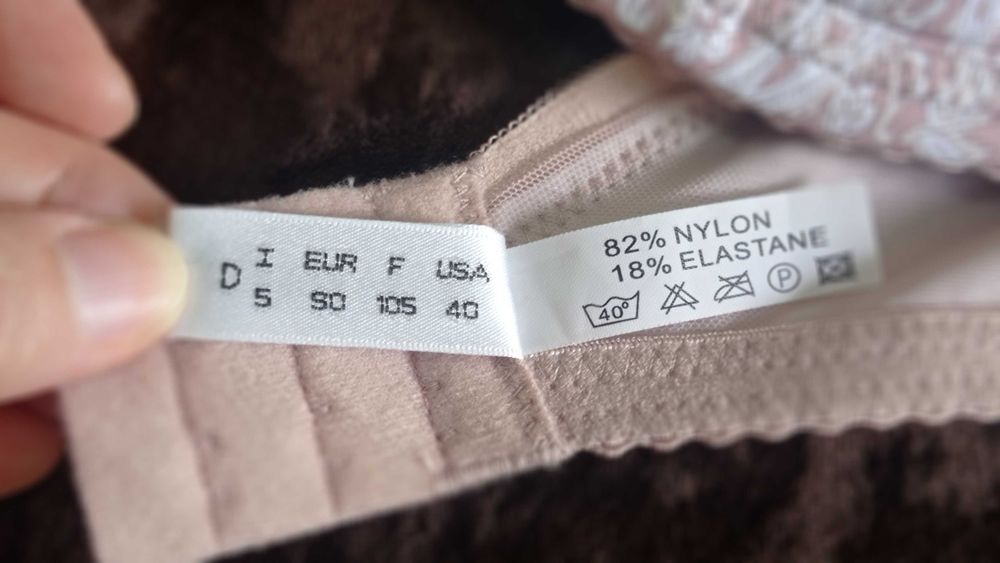 D
I EUR F USA
5 90 105 40
82% NYLON
18% ELASTANE
40° P